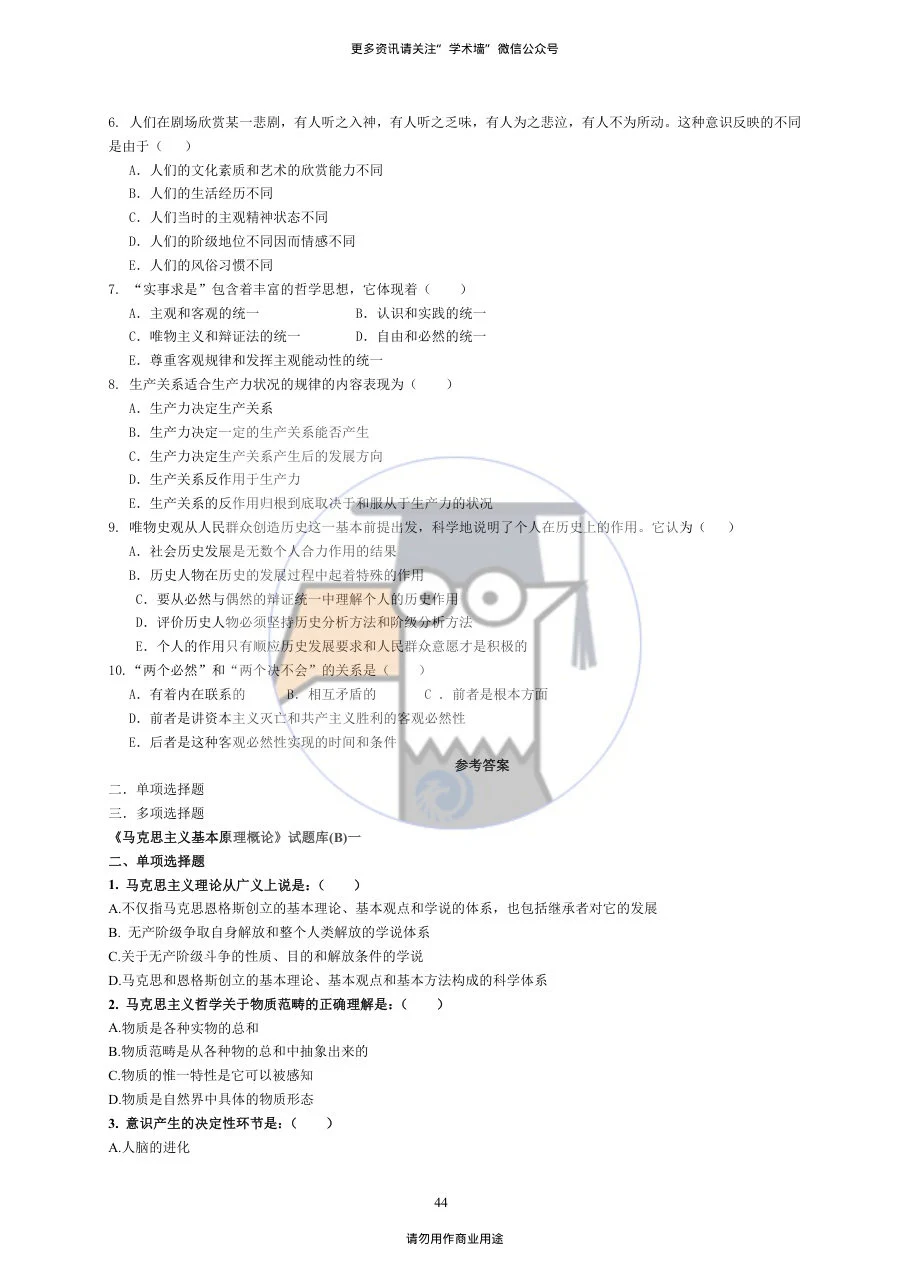 更多资讯请关注“学术墙”微信公众号
6. 人们在剧场欣赏某一悲剧，有人听之入神，有人听之乏味，有人为之悲泣，有人不为所动。这种意识反映的不同
是由于（　　）
A．人们的文化素质和艺术的欣赏能力不同
B．人们的生活经历不同
C．人们当时的主观精神状态不同
D．人们的阶级地位不同因而情感不同
E．人们的风俗习惯不同
7. “实事求是”包含着丰富的哲学思想，它体现着（　　）
A．主观和客观的统一　　　　B．认识和实践的统一
C．唯物主义和辩证法的统一　　　　D．自由和必然的统一
E．尊重客观规律和发挥主观能动性的统一
8. 生产关系适合生产力状况的规律的内容表现为（　　）
A．生产力决定生产关系
B．生产力决定一定的生产关系能否产生
C．生产力决定生产关系产生后的发展方向
D．生产关系反作用于生产力
E．生产关系的反作用归根到底取决于和服从于生产力的状况
9. 唯物史观从人民群众创造历史这一基本前提出发，科学地说明了个人在历史上的作用。它认为（　　）
A．社会历史发展是无数个人合力作用的结果
B．历史人物在历史的发展过程中起着特殊的作用
C．要从必然与偶然的辩证统一中理解个人的历史作用
D．评价历史人物必须坚持历史分析方法和阶级分析方法
E．个人的作用只有顺应历史发展要求和人民群众意愿才是积极的
10. “两个必然”和“两个决不会”的关系是（　　）
A．有着内在联系的　　B．相互矛盾的　　C ．前者是根本方面
D．前者是讲资本主义灭亡和共产主义胜利的客观必然性
E．后者是这种客观必然性实现的时间和条件
参考答案
二．单项选择题
三．多项选择题
《马克思主义基本原理概论》试题库(B)一
二、单项选择题
1. 马克思主义理论从广义上说是：（　　）
A.不仅指马克思恩格斯创立的基本理论、基本观点和学说的体系，也包括继承者对它的发展
B. 无产阶级争取自身解放和整个人类解放的学说体系
C.关于无产阶级斗争的性质、目的和解放条件的学说
D.马克思和恩格斯创立的基本理论、基本观点和基本方法构成的科学体系
2. 马克思主义哲学关于物质范畴的正确理解是：（　　）
A.物质是各种实物的总和
B.物质范畴是从各种物的总和中抽象出来的
C.物质的惟一特性是它可以被感知
D.物质是自然界中具体的物质形态
3. 意识产生的决定性环节是：（　　）
A.人脑的进化
44
请勿用作商业用途